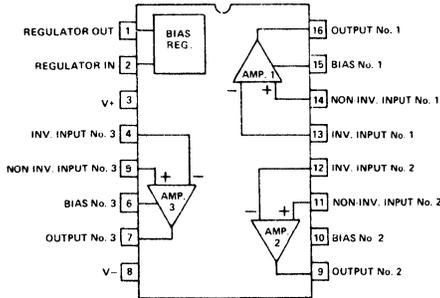 REGULATOR OUT 1
REGULATOR IN 2
V+ 3
INV. INPUT No. 3 4
NON INV. INPUT No. 3 5
BIAS No. 3 6
OUTPUT No. 3 7
V− 8
BIAS
REG.
AMP. 1
− +
+ −
AMP.
3
− +
AMP.
2
16 OUTPUT No. 1
15 BIAS No. 1
14 NON INV. INPUT No. 1
13 INV. INPUT No. 1
12 INV. INPUT No. 2
11 NON-INV. INPUT No. 2
10 BIAS No. 2
9 OUTPUT No. 2